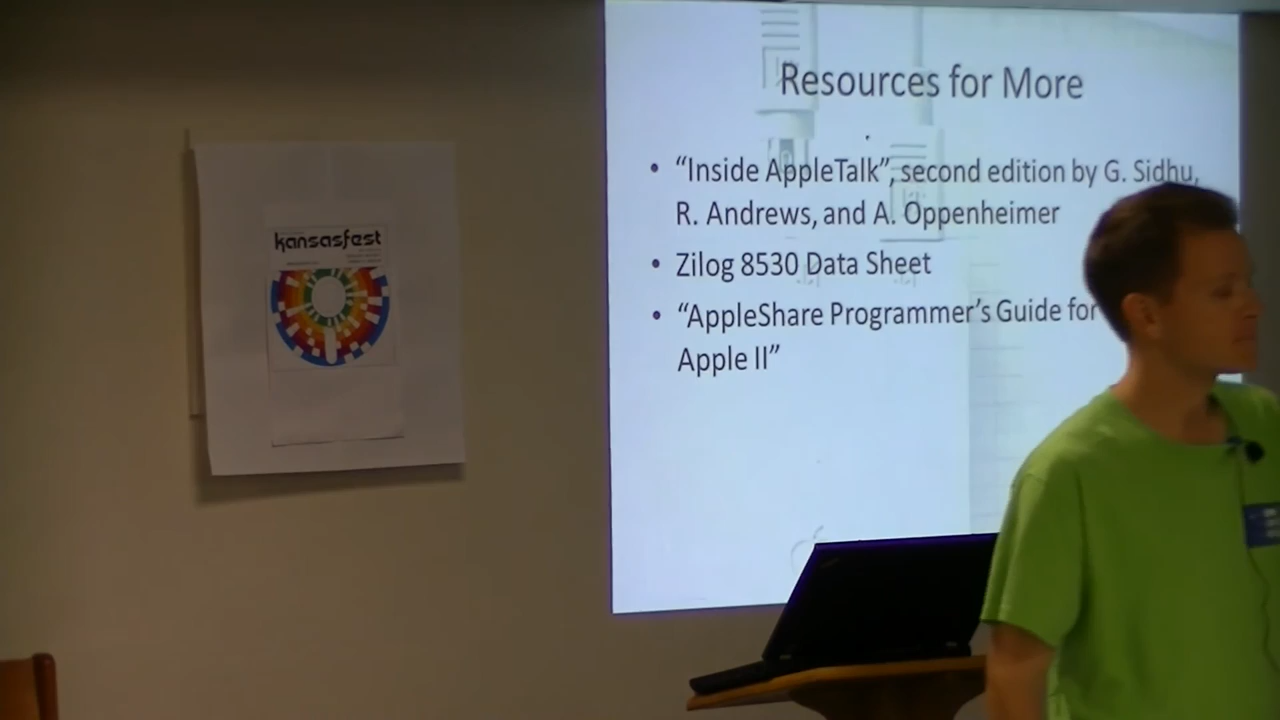 kansasfest
Resources for More
• “Inside AppleTalk”, second edition by G. Sidhu,
R. Andrews, and A. Oppenheimer
• Zilog 8530 Data Sheet
• “AppleShare Programmer’s Guide for
Apple II”